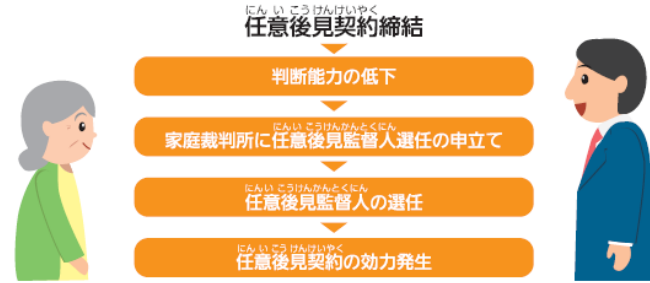 にんいこうけんけいやく
任意後見契約締結
判断能力の低下
にんいこうけんかんとくにん
家庭裁判所に任意後見監督人選任の申立て
にんいこうけんかんとくにん
任意後見監督人の選任
にんいこうけんけいやく
任意後見契約の効力発生